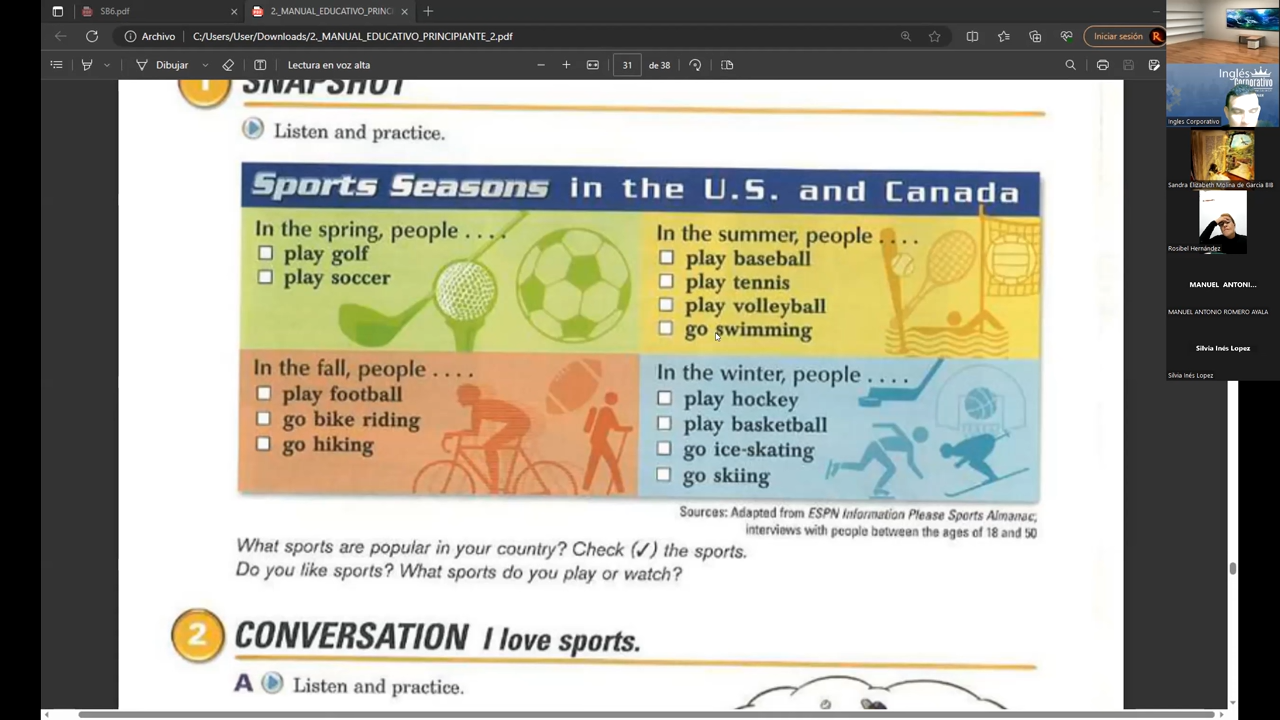 SB6.pdf
2._MANUAL_EDUCATIVO_PRINCI
Archivo
C:/Users/User/Downloads/2._MANUAL_EDUCATIVO_PRINCIPIANTE_2.pdf
Iniciar sesión
Dibujar
Lectura en voz alta
31
de 38
1 SNAPSHOT
Listen and practice.
Sports Seasons in the U.S. and Canada
In the spring, people . . . .
play golf
play soccer
In the summer, people . . . .
play baseball
play tennis
play volleyball
go swimming
In the fall, people . . . .
play football
go bike riding
go hiking
In the winter, people . . . .
play hockey
play basketball
go ice-skating
go skiing
Sources: Adapted from ESPN Information Please Sports Almanac;
interviews with people between the ages of 18 and 50
What sports are popular in your country? Check (✓) the sports.
Do you like sports? What sports do you play or watch?
2 CONVERSATION I love sports.
A Listen and practice.
Inglés
Corporativo
Ingles Corporativo
Sandra Elizabeth Molina de Garcia BIB
Rosibel Hernández
MANUEL ANTONI...
MANUEL ANTONIO ROMERO AYALA
Silvia Inés Lopez
Silvia Inés Lopez